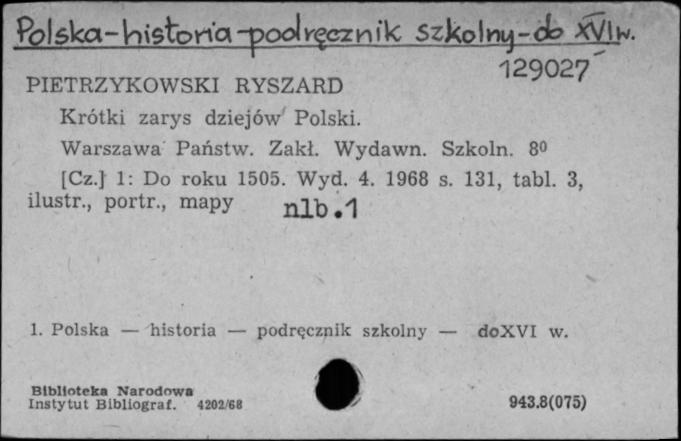 Polska-historia-podręcznik szkolny-do XVI w.
129027
PIETRZYKOWSKI RYSZARD
Krótki zarys dziejów Polski.
Warszawa Państw. Zakł. Wydawn. Szkoln. 8⁰
[Cz.] 1: Do roku 1505. Wyd. 4. 1968 s. 131, tabl. 3,
ilustr., portr., mapy nlb.1
1. Polska — historia — podręcznik szkolny — doXVI w.
Biblioteka Narodowa
Instytut Bibliograf. 4202/68
943.8(075)